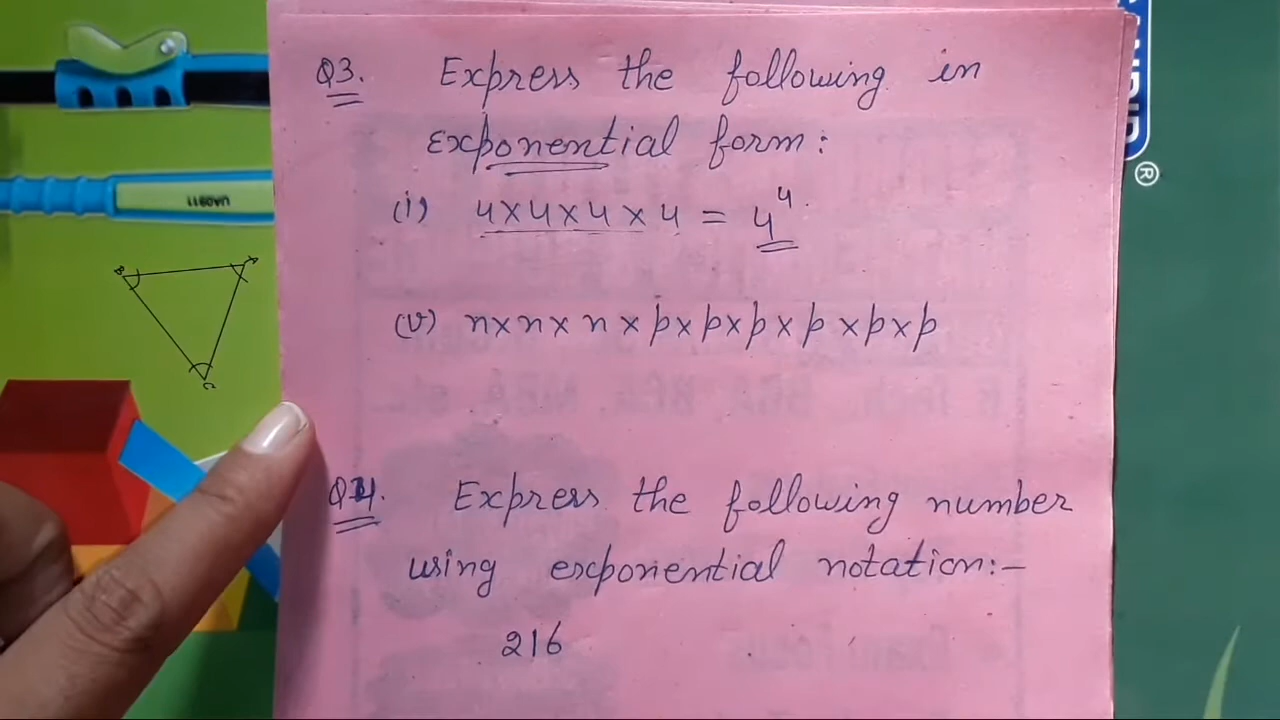 Q3. Express the following in
exponential form:
(i) 4×4×4×4 = 4⁴.
(v) n×n×n×p×p×p×p×p×p
Q4. Express the following number
using exponential notation:-
216
UA0911
B
A
C
®